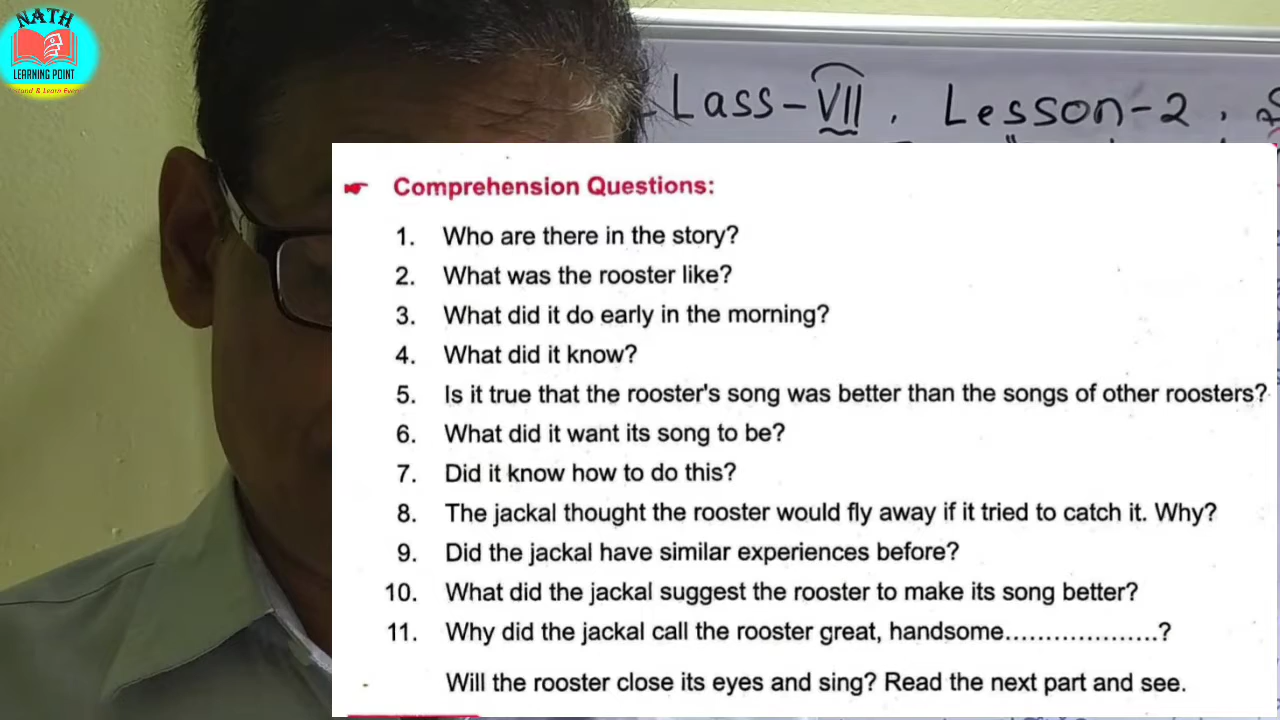 NATH
LEARNING POINT
Lass-VII, Lesson-2,
Comprehension Questions:
1. Who are there in the story?
2. What was the rooster like?
3. What did it do early in the morning?
4. What did it know?
5. Is it true that the rooster's song was better than the songs of other roosters?
6. What did it want its song to be?
7. Did it know how to do this?
8. The jackal thought the rooster would fly away if it tried to catch it. Why?
9. Did the jackal have similar experiences before?
10. What did the jackal suggest the rooster to make its song better?
11. Why did the jackal call the rooster great, handsome...................?
Will the rooster close its eyes and sing? Read the next part and see.